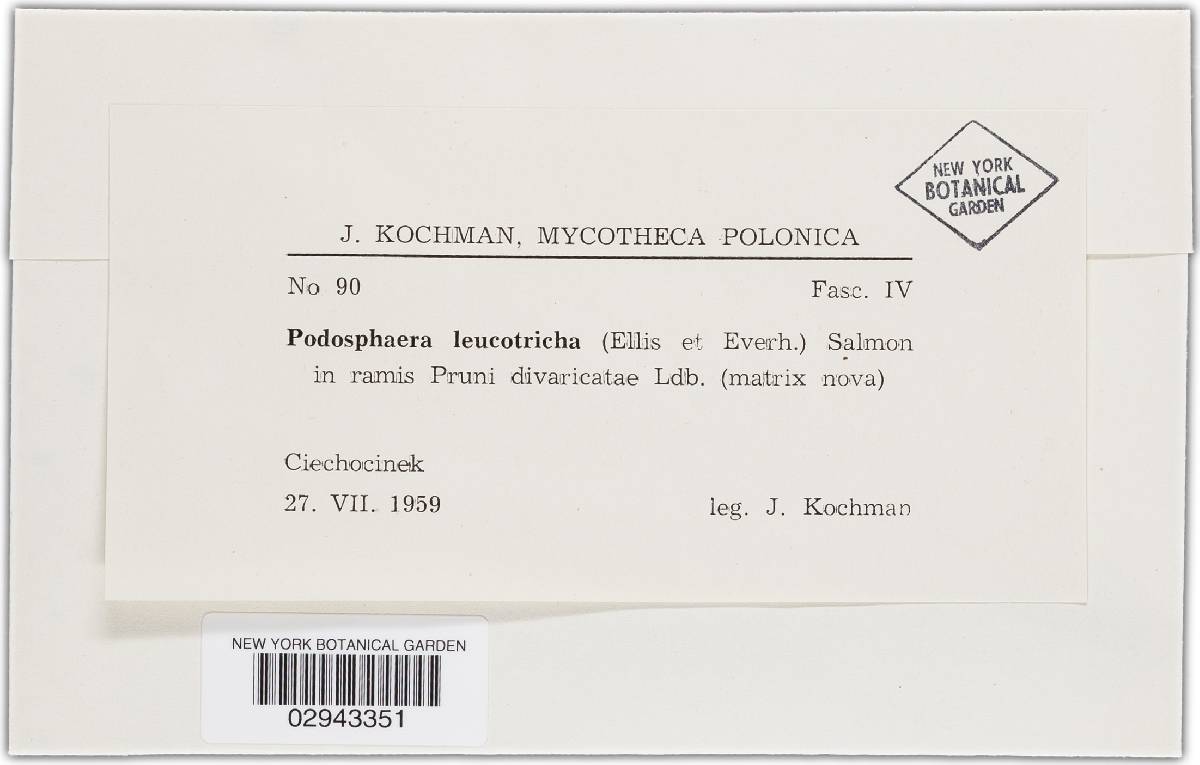 NEW YORK
BOTANICAL
GARDEN
J. KOCHMAN, MYCOTHECA POLONICA
No 90 Fasc. IV
Podosphaera leucotricha (Ellis et Everh.) Salmon
in ramis Pruni divaricatae Ldb. (matrix nova)
Ciechocinek
27. VII. 1959 leg. J. Kochman
NEW YORK BOTANICAL GARDEN
02943351